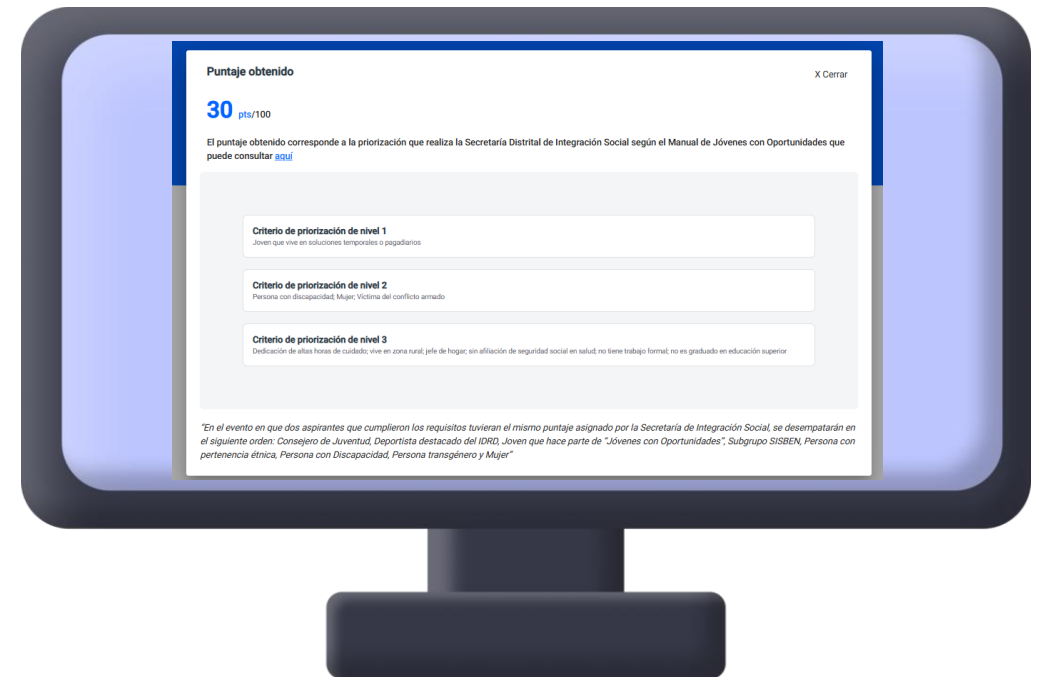 Puntaje obtenido
X Cerrar
30 pts/100
El puntaje obtenido corresponde a la priorización que realiza la Secretaría Distrital de Integración Social según el Manual de Jóvenes con Oportunidades que
puede consultar aquí
Criterio de priorización de nivel 1
Joven que vive en soluciones temporales o pagadiarios
Criterio de priorización de nivel 2
Persona con discapacidad; Mujer; Víctima del conflicto armado
Criterio de priorización de nivel 3
Dedicación de altas horas de cuidado; vive en zona rural; jefe de hogar; sin afiliación de seguridad social en salud; no tiene trabajo formal; no es graduado en educación superior
"En el evento en que dos aspirantes que cumplieron los requisitos tuvieran el mismo puntaje asignado por la Secretaría de Integración Social, se desempatarán en
el siguiente orden: Consejero de Juventud, Deportista destacado del IDRD, Joven que hace parte de "Jóvenes con Oportunidades", Subgrupo SISBEN, Persona con
pertenencia étnica, Persona con Discapacidad, Persona transgénero y Mujer"